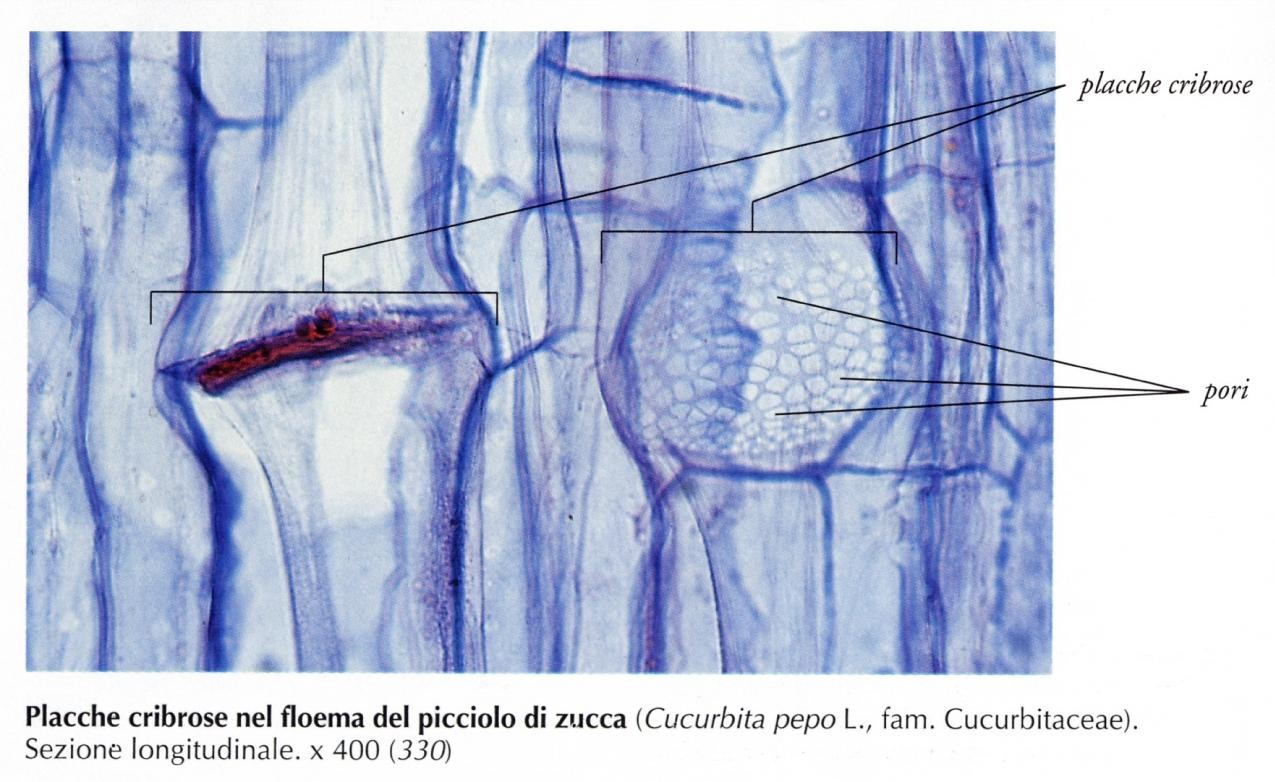 placche cribrose
pori
Placche cribrose nel floema del picciolo di zucca (Cucurbita pepo L., fam. Cucurbitaceae).
Sezione longitudinale. x 400 (330)